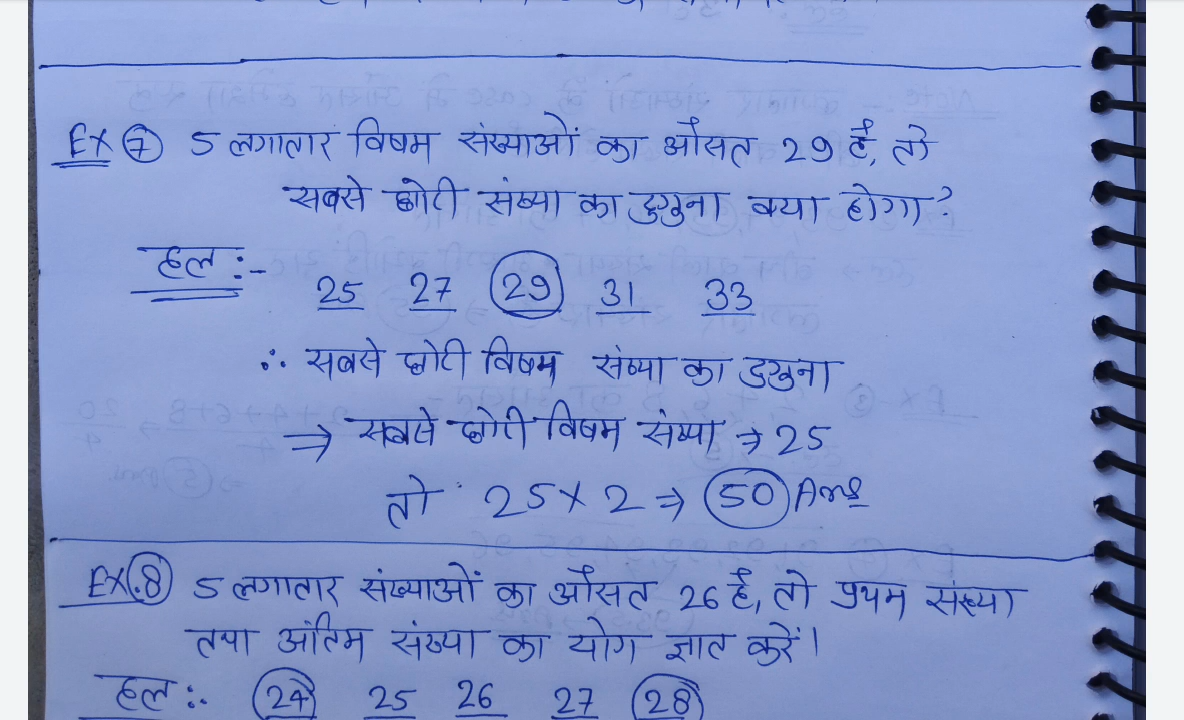 Ex ⑦ 5 लगातार विषम संख्याओं का औसत 29 है, तो
सबसे छोटी संख्या का दुगुना क्या होगा?
हल:-
25 27 29 31 33
∴ सबसे छोटी विषम संख्या का दुगुना
⇒ सबसे छोटी विषम संख्या ⇒ 25
तो 25 × 2 ⇒ 50 Ans
Ex.8 5 लगातार संख्याओं का औसत 26 है, तो प्रथम संख्या
तथा अंतिम संख्या का योग ज्ञात करें।
हल:. 24 25 26 27 28